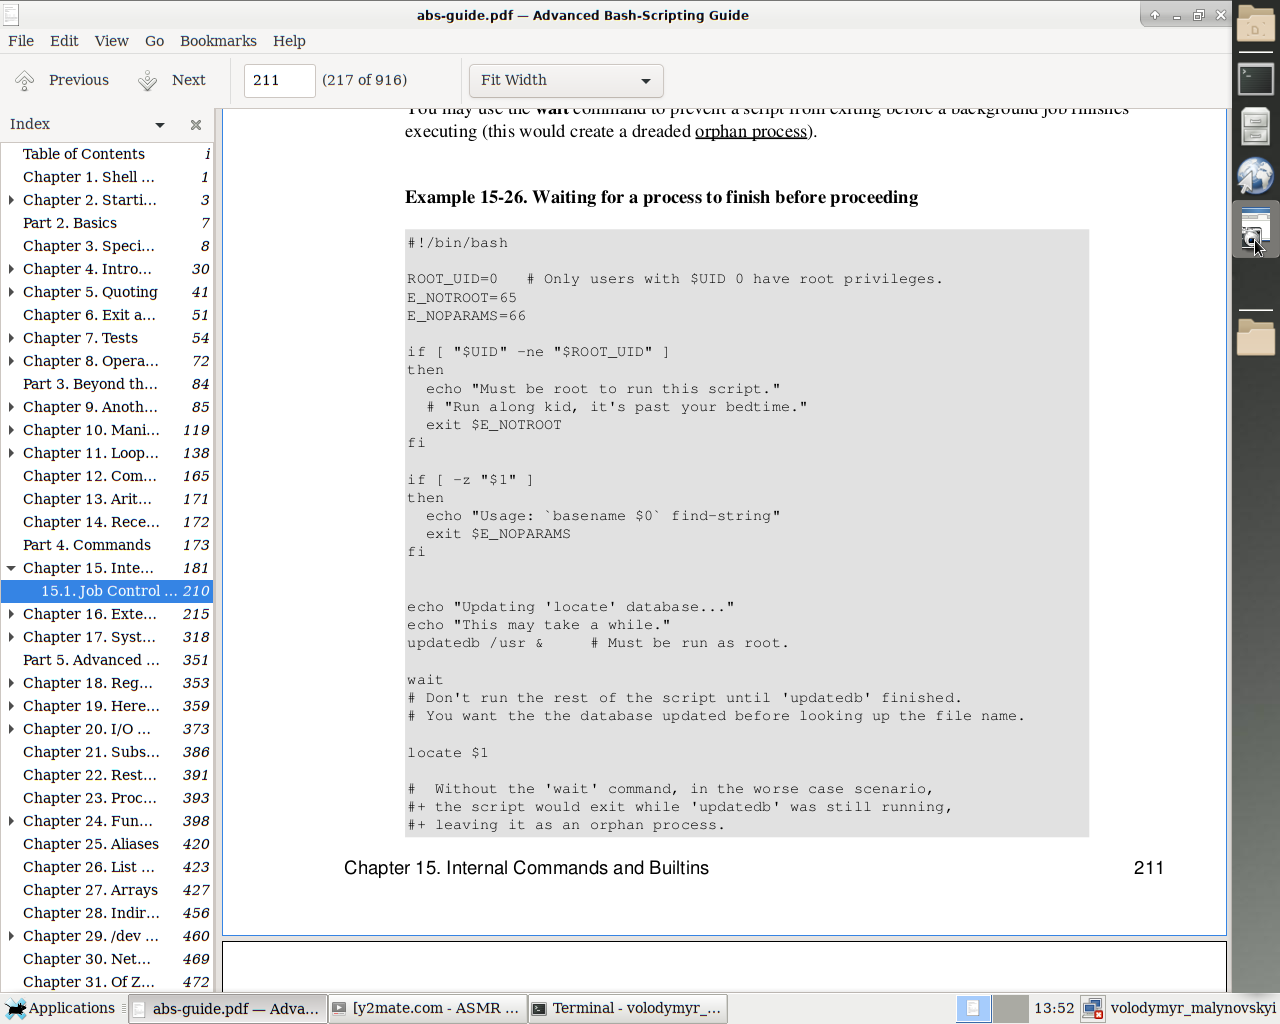 abs-guide.pdf — Advanced Bash-Scripting Guide
File Edit View Go Bookmarks Help
Previous Next 211 (217 of 916) Fit Width
Index
Table of Contents i
Chapter 1. Shell ... 1
Chapter 2. Starti... 3
Part 2. Basics 7
Chapter 3. Speci... 8
Chapter 4. Intro... 30
Chapter 5. Quoting 41
Chapter 6. Exit a... 51
Chapter 7. Tests 54
Chapter 8. Opera... 72
Part 3. Beyond th... 84
Chapter 9. Anoth... 85
Chapter 10. Mani... 119
Chapter 11. Loop... 138
Chapter 12. Com... 165
Chapter 13. Arit... 171
Chapter 14. Rece... 172
Part 4. Commands 173
Chapter 15. Inte... 181
15.1. Job Control ... 210
Chapter 16. Exte... 215
Chapter 17. Syst... 318
Part 5. Advanced ... 351
Chapter 18. Reg... 353
Chapter 19. Here... 359
Chapter 20. I/O ... 373
Chapter 21. Subs... 386
Chapter 22. Rest... 391
Chapter 23. Proc... 393
Chapter 24. Fun... 398
Chapter 25. Aliases 420
Chapter 26. List ... 423
Chapter 27. Arrays 427
Chapter 28. Indir... 456
Chapter 29. /dev ... 460
Chapter 30. Net... 469
Chapter 31. Of Z... 472
You may use the wait command to prevent a script from exiting before a background job finishes
executing (this would create a dreaded orphan process).
Example 15-26. Waiting for a process to finish before proceeding
#!/bin/bash
ROOT_UID=0   # Only users with $UID 0 have root privileges.
E_NOTROOT=65
E_NOPARAMS=66
if [ "$UID" -ne "$ROOT_UID" ]
then
  echo "Must be root to run this script."
  # "Run along kid, it's past your bedtime."
  exit $E_NOTROOT
fi
if [ -z "$1" ]
then
  echo "Usage: `basename $0` find-string"
  exit $E_NOPARAMS
fi
echo "Updating 'locate' database..."
echo "This may take a while."
updatedb /usr &     # Must be run as root.
wait
# Don't run the rest of the script until 'updatedb' finished.
# You want the the database updated before looking up the file name.
locate $1
#  Without the 'wait' command, in the worse case scenario,
#+ the script would exit while 'updatedb' was still running,
#+ leaving it as an orphan process.
Chapter 15. Internal Commands and Builtins 211
Applications abs-guide.pdf — Adva... [y2mate.com - ASMR ... Terminal - volodymyr_... 13:52 volodymyr_malynovskyi